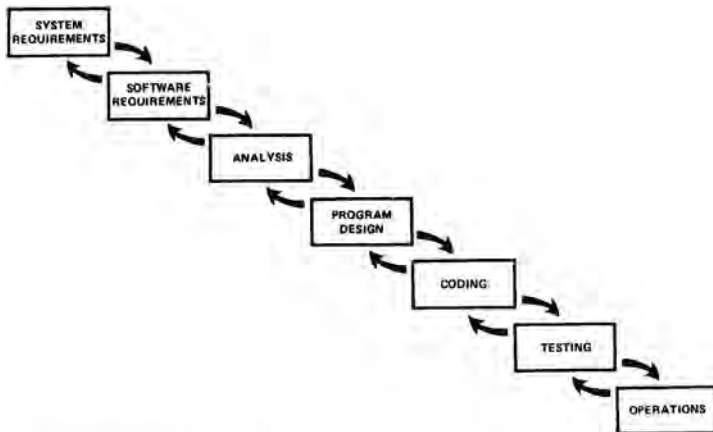 SYSTEM
REQUIREMENTS
SOFTWARE
REQUIREMENTS
ANALYSIS
PROGRAM
DESIGN
CODING
TESTING
OPERATIONS